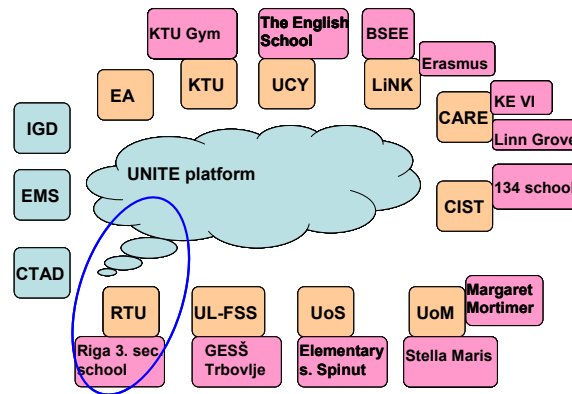 KTU Gym
The English
School
BSEE
Erasmus
EA
KTU
UCY
LiNK
CARE
KE VI
Linn Grove
IGD
UNITE platform
EMS
CIST
134 school
CTAD
RTU
UL-FSS
UoS
UoM
Margaret
Mortimer
Riga 3. sec.
school
GESŠ
Trbovlje
Elementary
s. Spinut
Stella Maris